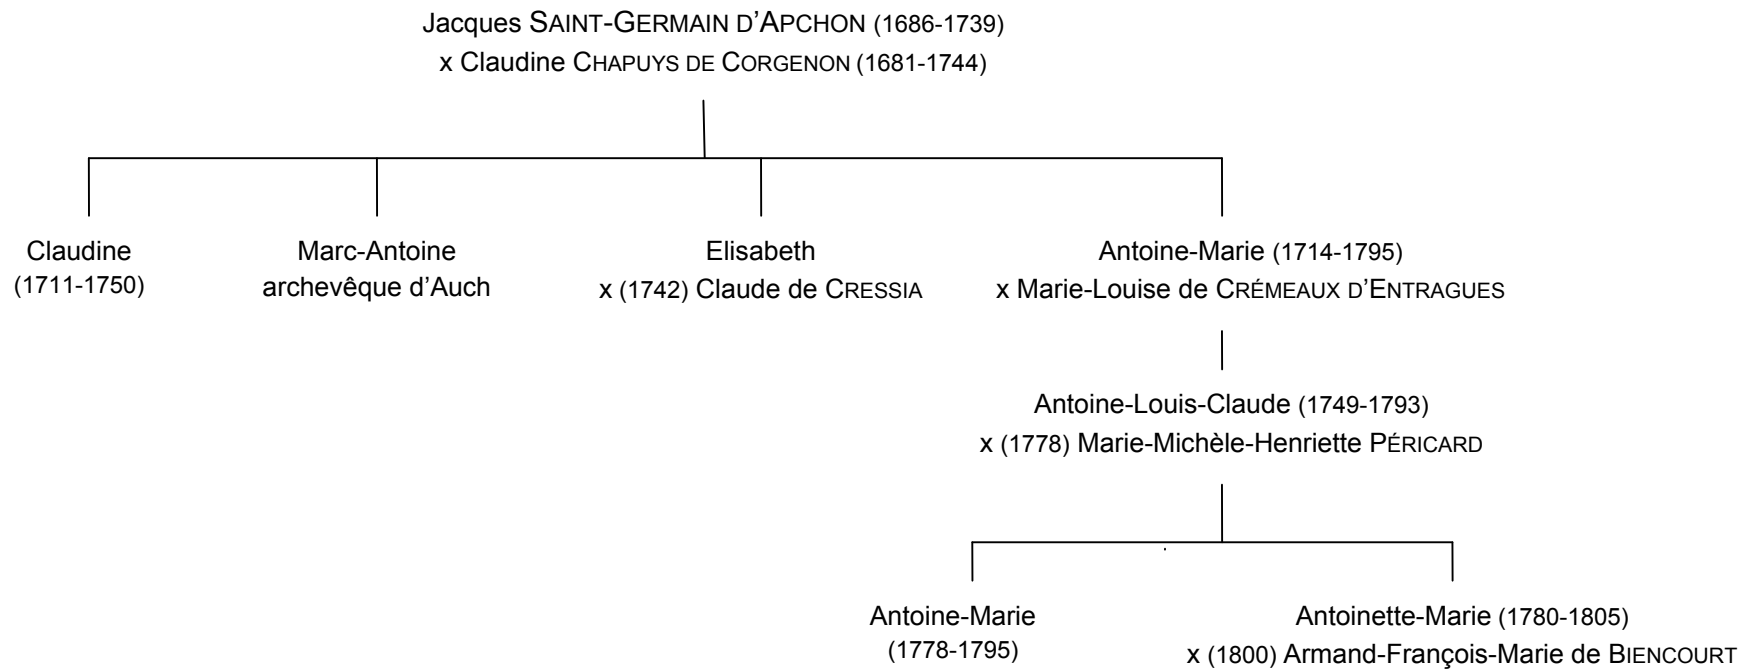 Jacques SAINT-GERMAIN D'APCHON (1686-1739)
x Claudine CHAPUYS DE CORGENON (1681-1744)
Claudine
(1711-1750)
Marc-Antoine
archevêque d'Auch
Elisabeth
x (1742) Claude de CRESSIA
Antoine-Marie (1714-1795)
x Marie-Louise de CRÉMEAUX D'ENTRAGUES
Antoine-Louis-Claude (1749-1793)
x (1778) Marie-Michèle-Henriette PÉRICARD
Antoine-Marie
(1778-1795)
Antoinette-Marie (1780-1805)
x (1800) Armand-François-Marie de BIENCOURT